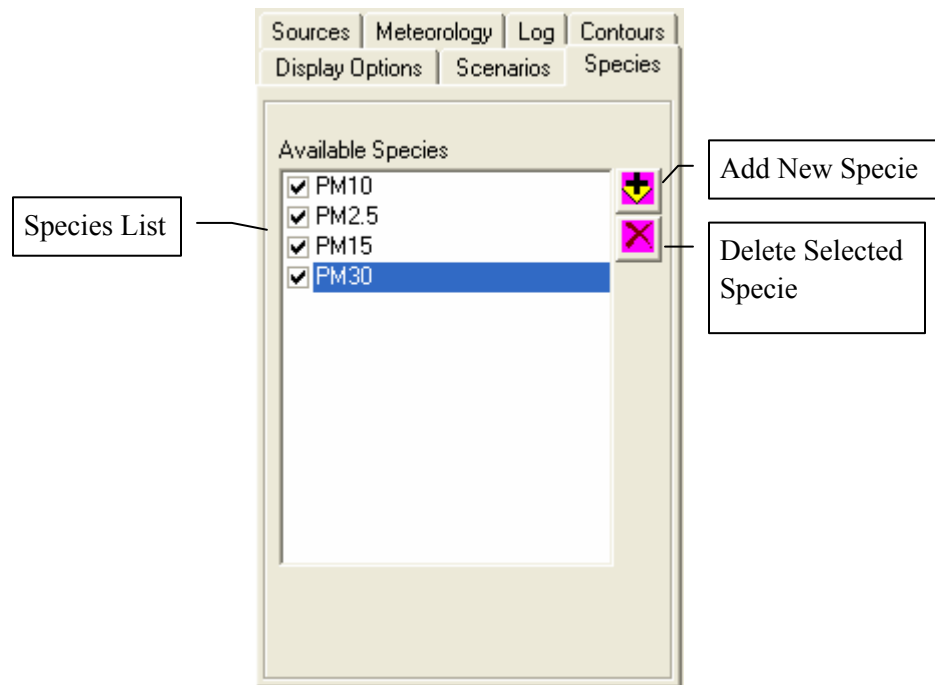 Sources Meteorology Log Contours
Display Options Scenarios Species
Available Species
PM10
PM2.5
PM15
PM30
Species List
Add New Specie
Delete Selected
Specie